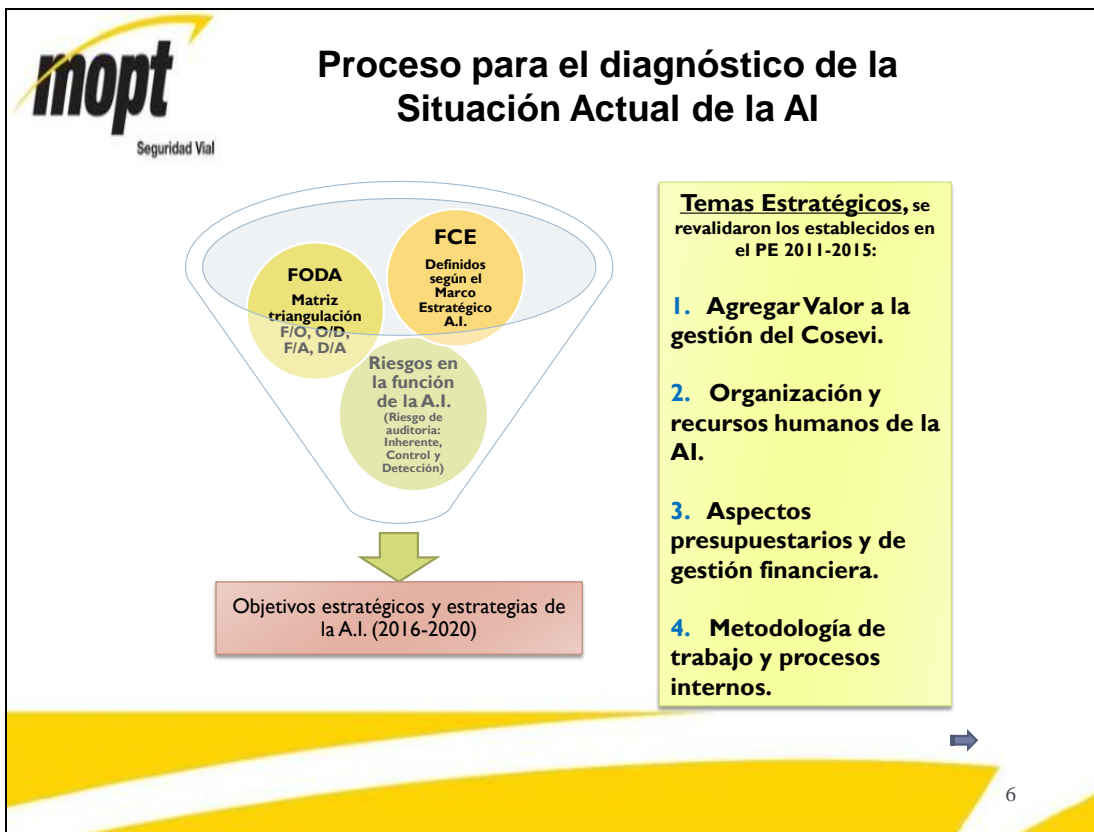 mopt
Seguridad Vial
Proceso para el diagnóstico de la
Situación Actual de la AI
FODA
Matriz
triangulación
F/O, O/D,
F/A, D/A
FCE
Definidos
según el
Marco
Estratégico
A.I.
Riesgos en
la función
de la A.I.
(Riesgo de
auditoria:
Inherente,
Control y
Detección)
Objetivos estratégicos y estrategias de
la A.I. (2016-2020)
Temas Estratégicos, se
revalidaron los establecidos en
el PE 2011-2015:
1. Agregar Valor a la
gestión del Cosevi.
2. Organización y
recursos humanos de la
AI.
3. Aspectos
presupuestarios y de
gestión financiera.
4. Metodología de
trabajo y procesos
internos.
6